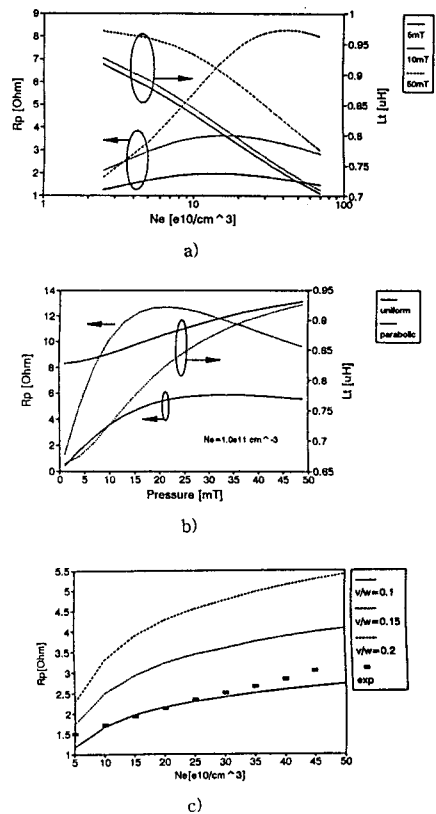 9
8
7
6
5
4
3
2
1
Rp [Ohm]
1
0.95
0.9
0.85
0.8
0.75
0.7
Lt [uH]
1
10
100
Ne [e10/cm^3]
5mT
10mT
50mT
a)
14
12
10
8
6
4
2
0
Rp [Ohm]
0.95
0.9
0.85
0.8
0.75
0.7
0.65
Lt [uH]
0 5 10 15 20 25 30 35 40 45 50
Pressure [mT]
Ne=1.0e11 cm^-3
uniform
parabolic
b)
5.5
5
4.5
4
3.5
3
2.5
2
1.5
1
Rp[Ohm]
5 10 15 20 25 30 35 40 45 50
Ne[e10/cm^3]
v/w=0.1
v/w=0.15
v/w=0.2
exp
c)